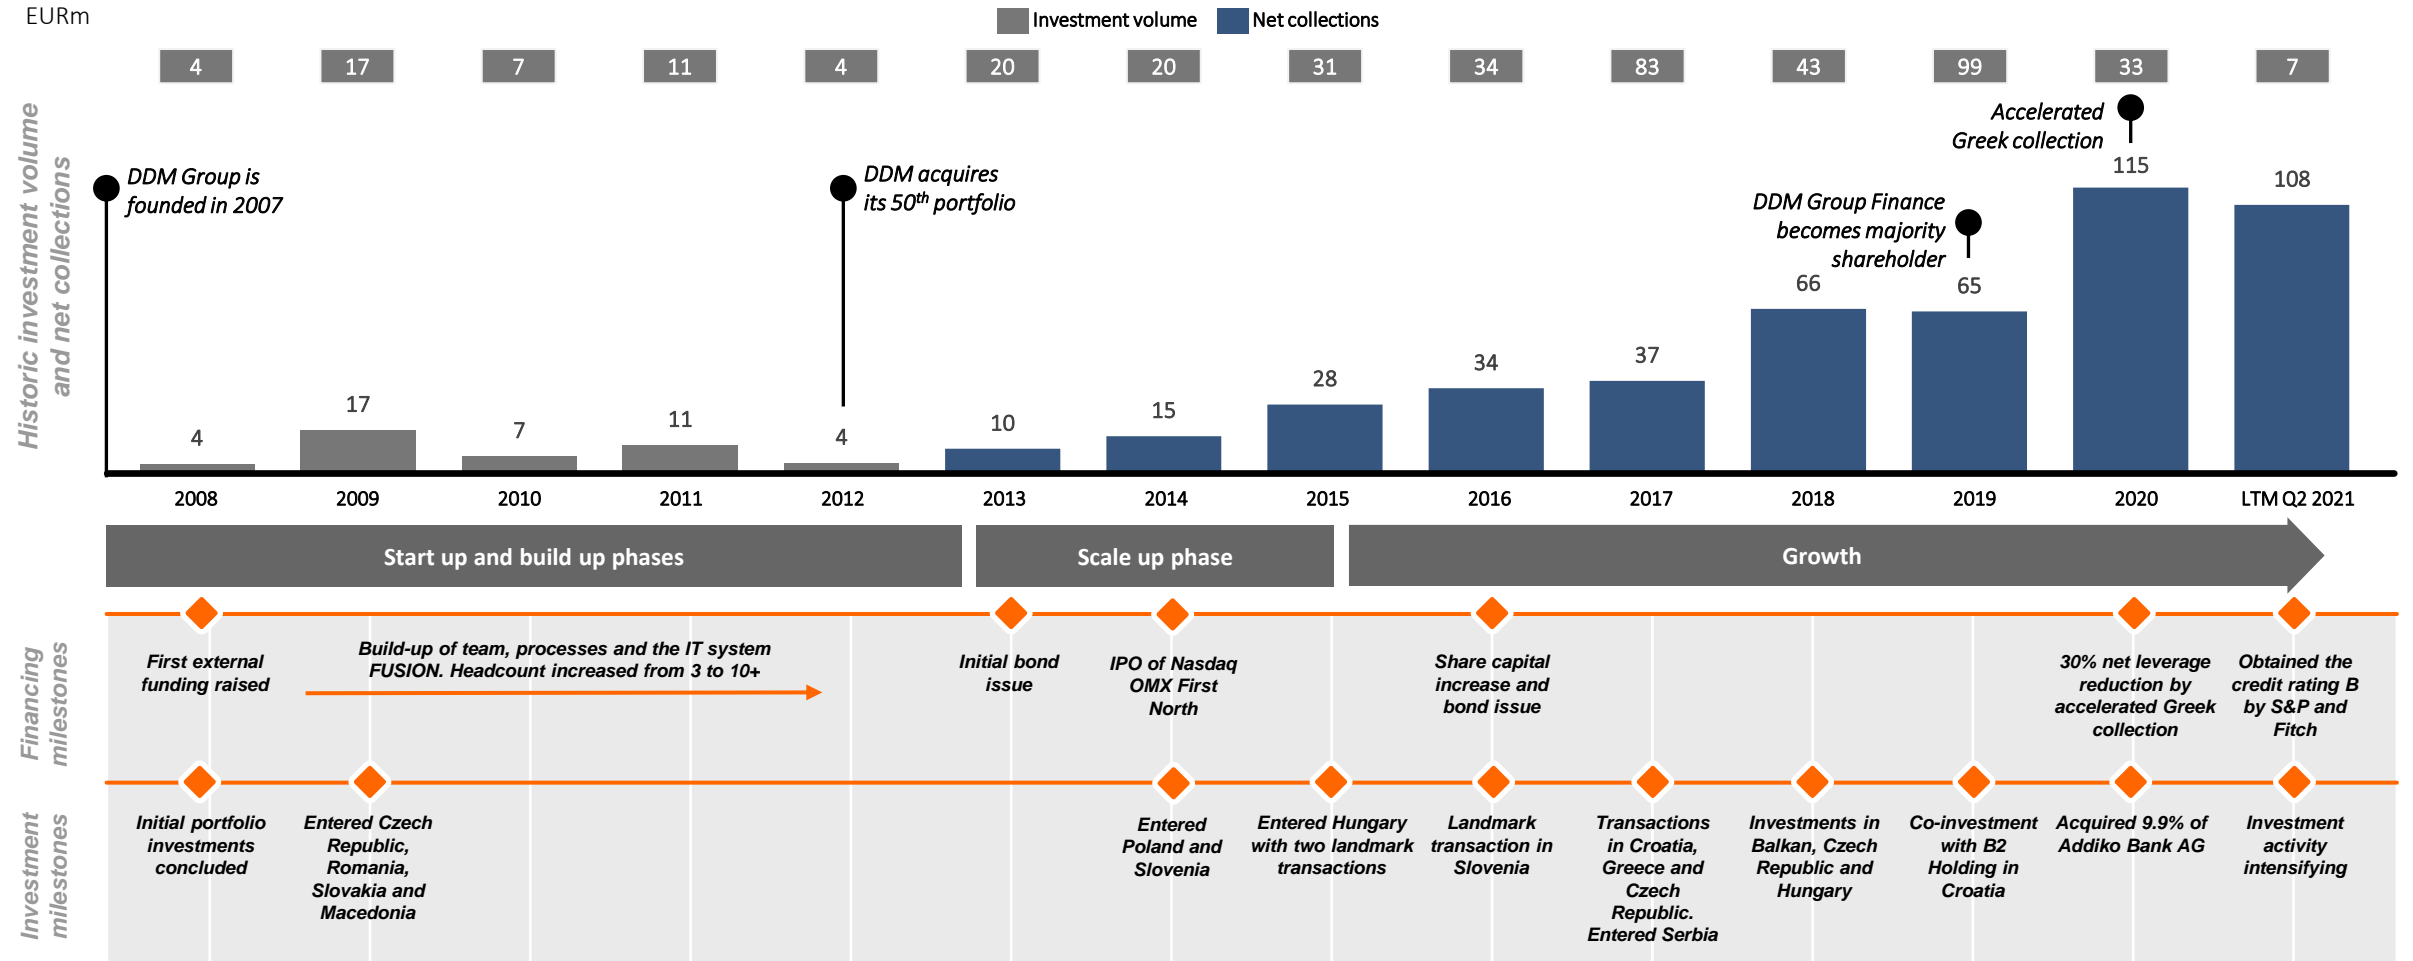 EURm
Investment volume
Net collections
4
17
7
11
4
20
20
31
34
83
43
99
33
7
Historic investment volume
and net collections
DDM Group is
founded in 2007
DDM acquires
its 50th portfolio
DDM Group Finance
becomes majority
shareholder
Accelerated
Greek collection
4
17
7
11
4
10
15
28
34
37
66
65
115
108
2008
2009
2010
2011
2012
2013
2014
2015
2016
2017
2018
2019
2020
LTM Q2 2021
Start up and build up phases
Scale up phase
Growth
Financing
milestones
First external
funding raised
Build-up of team, processes and the IT system
FUSION. Headcount increased from 3 to 10+
Initial bond
issue
IPO of Nasdaq
OMX First
North
Share capital
increase and
bond issue
30% net leverage
reduction by
accelerated Greek
collection
Obtained the
credit rating B
by S&P and
Fitch
Investment
milestones
Initial portfolio
investments
concluded
Entered Czech
Republic,
Romania,
Slovakia and
Macedonia
Entered
Poland and
Slovenia
Entered Hungary
with two landmark
transactions
Landmark
transaction in
Slovenia
Transactions
in Croatia,
Greece and
Czech
Republic.
Entered Serbia
Investments in
Balkan, Czech
Republic and
Hungary
Co-investment
with B2
Holding in
Croatia
Acquired 9.9% of
Addiko Bank AG
Investment
activity
intensifying